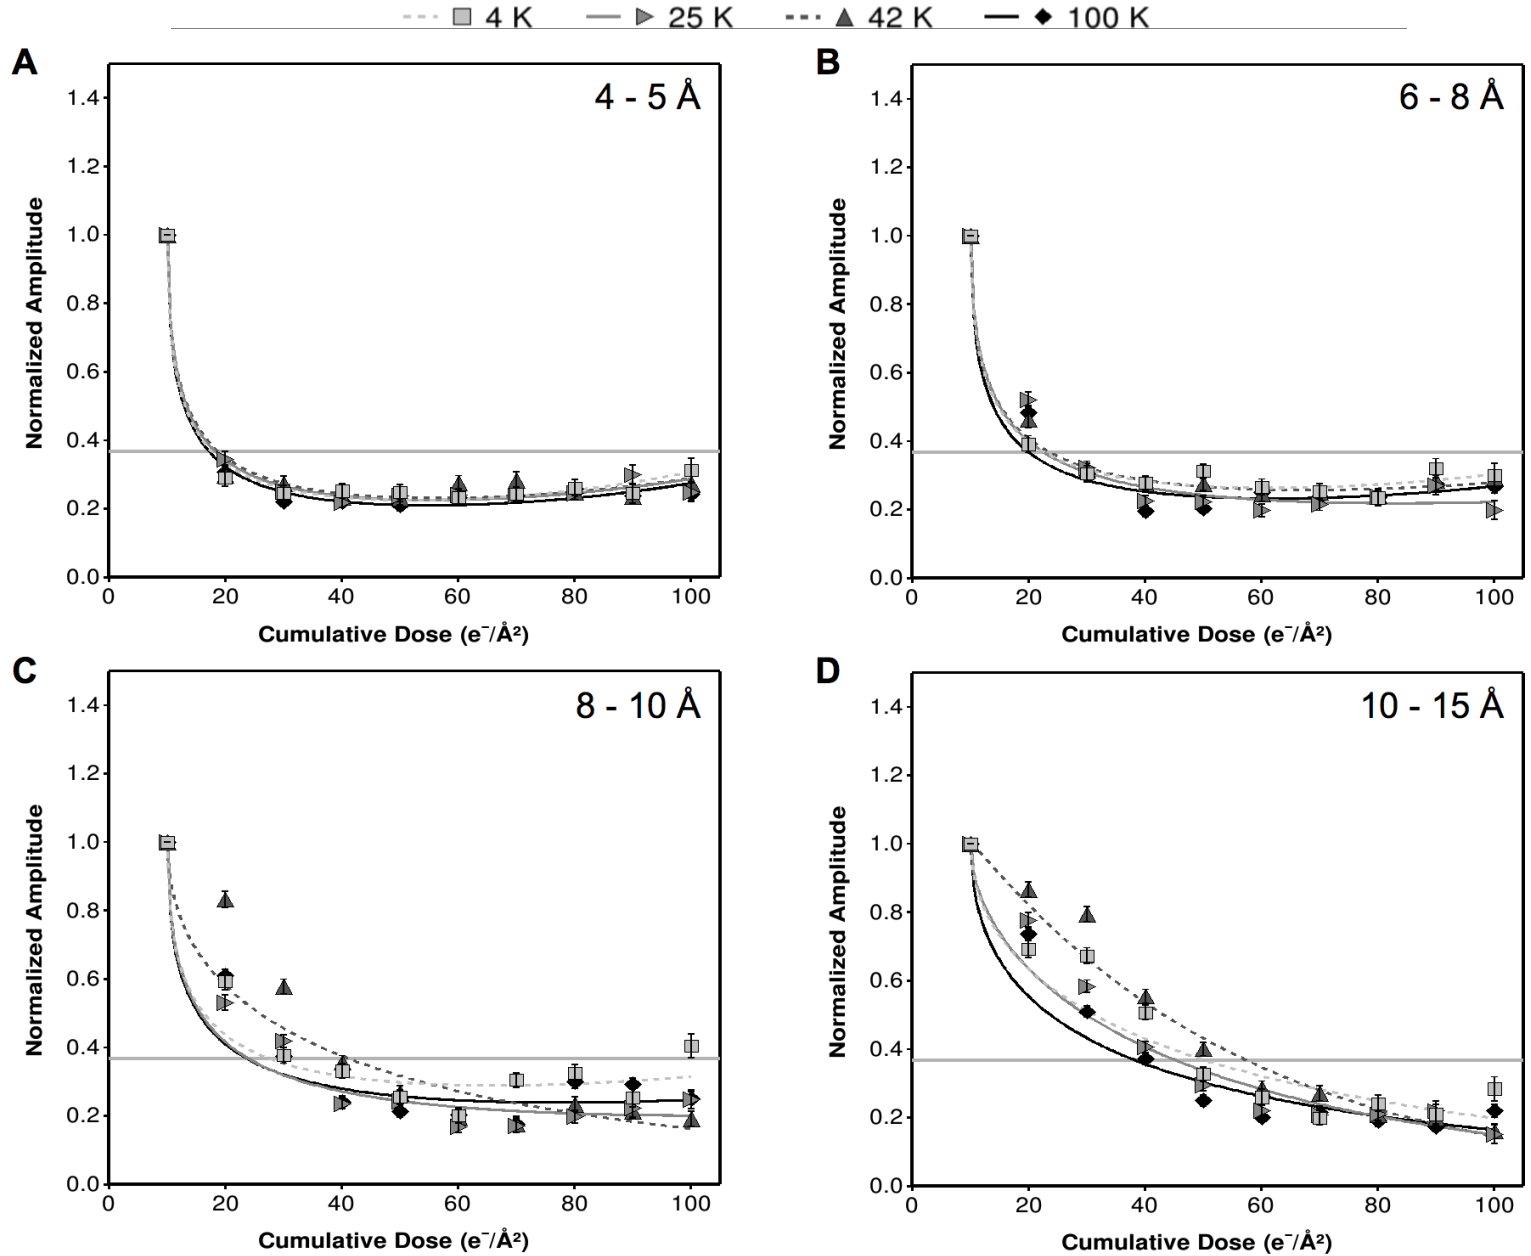 4 K 25 K 42 K 100 K
A
4 - 5 Å
Normalized Amplitude
1.4
1.2
1.0
0.8
0.6
0.4
0.2
0.0
0 20 40 60 80 100
Cumulative Dose (e⁻/Å²)
B
6 - 8 Å
Normalized Amplitude
1.4
1.2
1.0
0.8
0.6
0.4
0.2
0.0
0 20 40 60 80 100
Cumulative Dose (e⁻/Å²)
C
8 - 10 Å
Normalized Amplitude
1.4
1.2
1.0
0.8
0.6
0.4
0.2
0.0
0 20 40 60 80 100
Cumulative Dose (e⁻/Å²)
D
10 - 15 Å
Normalized Amplitude
1.4
1.2
1.0
0.8
0.6
0.4
0.2
0.0
0 20 40 60 80 100
Cumulative Dose (e⁻/Å²)